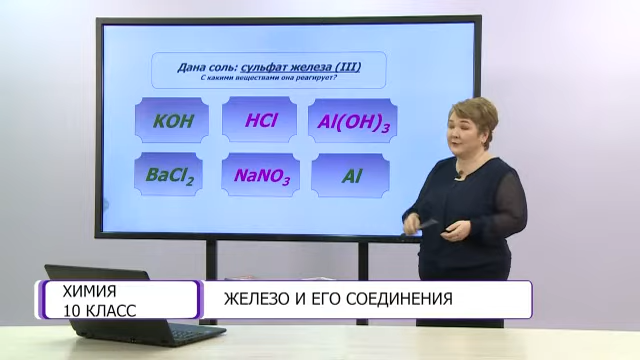 Дана соль: сульфат железа (III)
С какими веществами она реагирует?
KOH
HCl
Al(OH)3
BaCl2
NaNO3
Al
ХИМИЯ
10 КЛАСС
ЖЕЛЕЗО И ЕГО СОЕДИНЕНИЯ